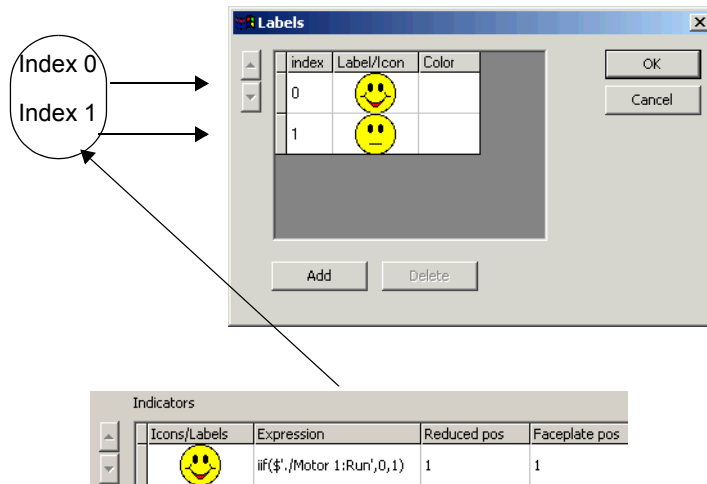 Labels
Index 0
Index 1
index Label/Icon Color
0
1
OK
Cancel
Add Delete
Indicators
Icons/Labels Expression Reduced pos Faceplate pos
iif($'./Motor 1:Run',0,1) 1 1